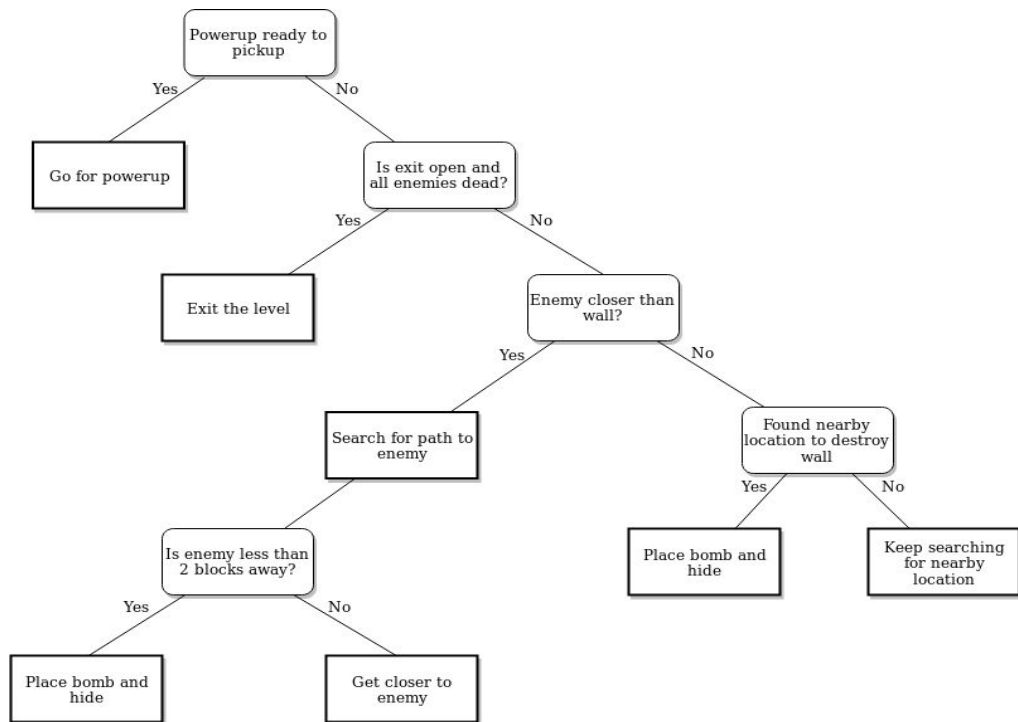 Powerup ready to
pickup
Yes
No
Go for powerup
Is exit open and
all enemies dead?
Yes
No
Exit the level
Enemy closer than
wall?
Yes
No
Search for path to
enemy
Found nearby
location to destroy
wall
Yes
No
Is enemy less than
2 blocks away?
Place bomb and
hide
Keep searching
for nearby
location
Yes
No
Place bomb and
hide
Get closer to
enemy